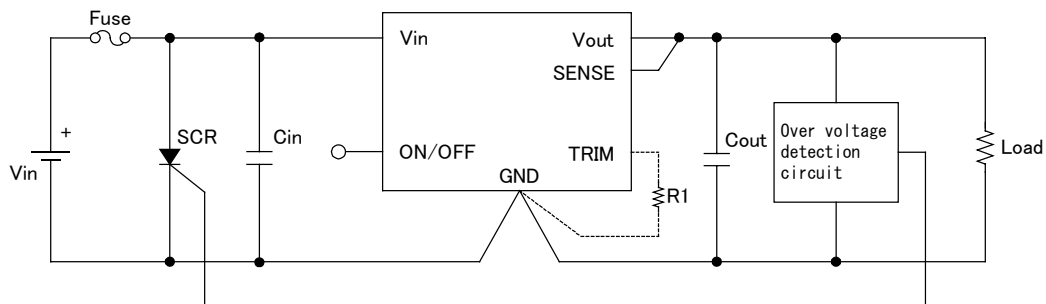 Fuse
Vin
Vout
SENSE
+
SCR
Cin
Vin
ON/OFF
TRIM
GND
R1
Cout
Over voltage
detection
circuit
Load